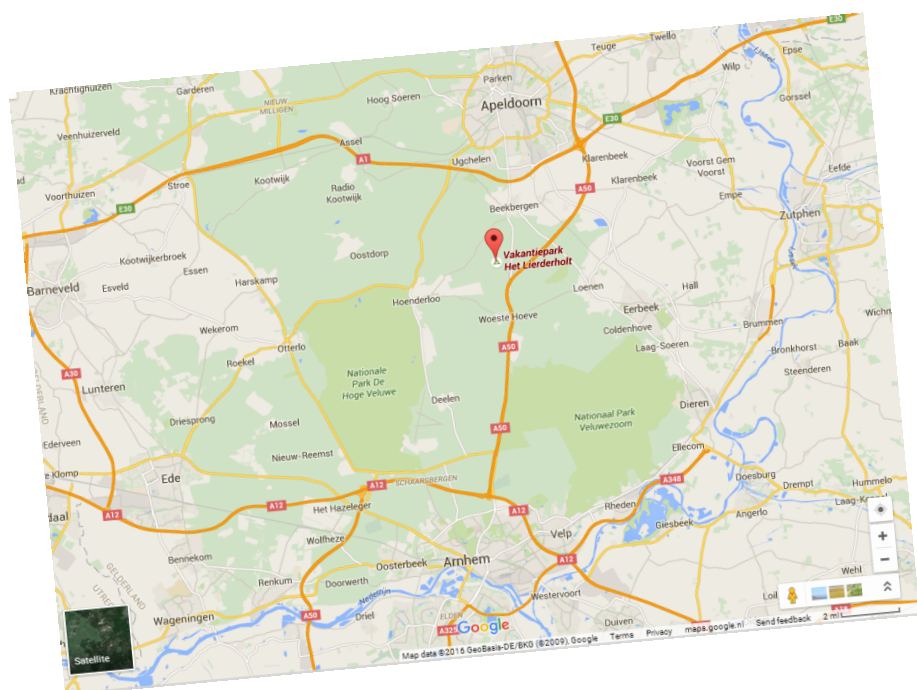 Krachtighuizen
Garderen
Veenhuizerveld
Voorthuizen
Stroe
E30
NIEUW
MILLIGEN
Hoog Soeren
Parken
Apeldoorn
Teuge
Twello
E30
Epse
IJssel
Wilp
Gorssel
Assel
A1
Ugchelen
E30
Klarenbeek
Klarenbeek
A50
Voorst Gem
Voorst
Empe
Eefde
Zutphen
Kootwijk
Radio
Kootwijk
Beekbergen
Vakantiepark
Het Lierderholt
Oostdorp
Kootwijkerbroek
Essen
Barneveld
Esveld
Harskamp
Hoenderloo
Loenen
Hall
Woeste Hoeve
Eerbeek
Coldenhove
Laag-Soeren
Brummen
Bronkhorst
Baak
Steenderen
Wekerom
Otterlo
Roekel
A50
A30
Lunteren
Nationale
Park De
Hoge Veluwe
Deelen
Nationaal Park
Veluwezoom
Dieren
Driesprong
Mossel
A50
Ederveen
Nieuw-Reemst
Ellecom
Ede
A12
SCHAARSBERGEN
A348
Doesburg
Drempt
Hummelo
A12
A12
Het Hazeleger
A12
Rheden
Angerlo
Giesbeek
Velp
Wolfheze
Bennekom
Oosterbeek
Arnhem
A12
Renkum
Doorwerth
Nederrijn
Westervoort
Wehl
GELDERLAND
Wageningen
A50
Driel
ELDEN
A325
Duiven
Satellite
Google
Map data ©2016 GeoBasis-DE/BKG (©2009), Google
Terms
Privacy
maps.google.nl
Send feedback
2 mi